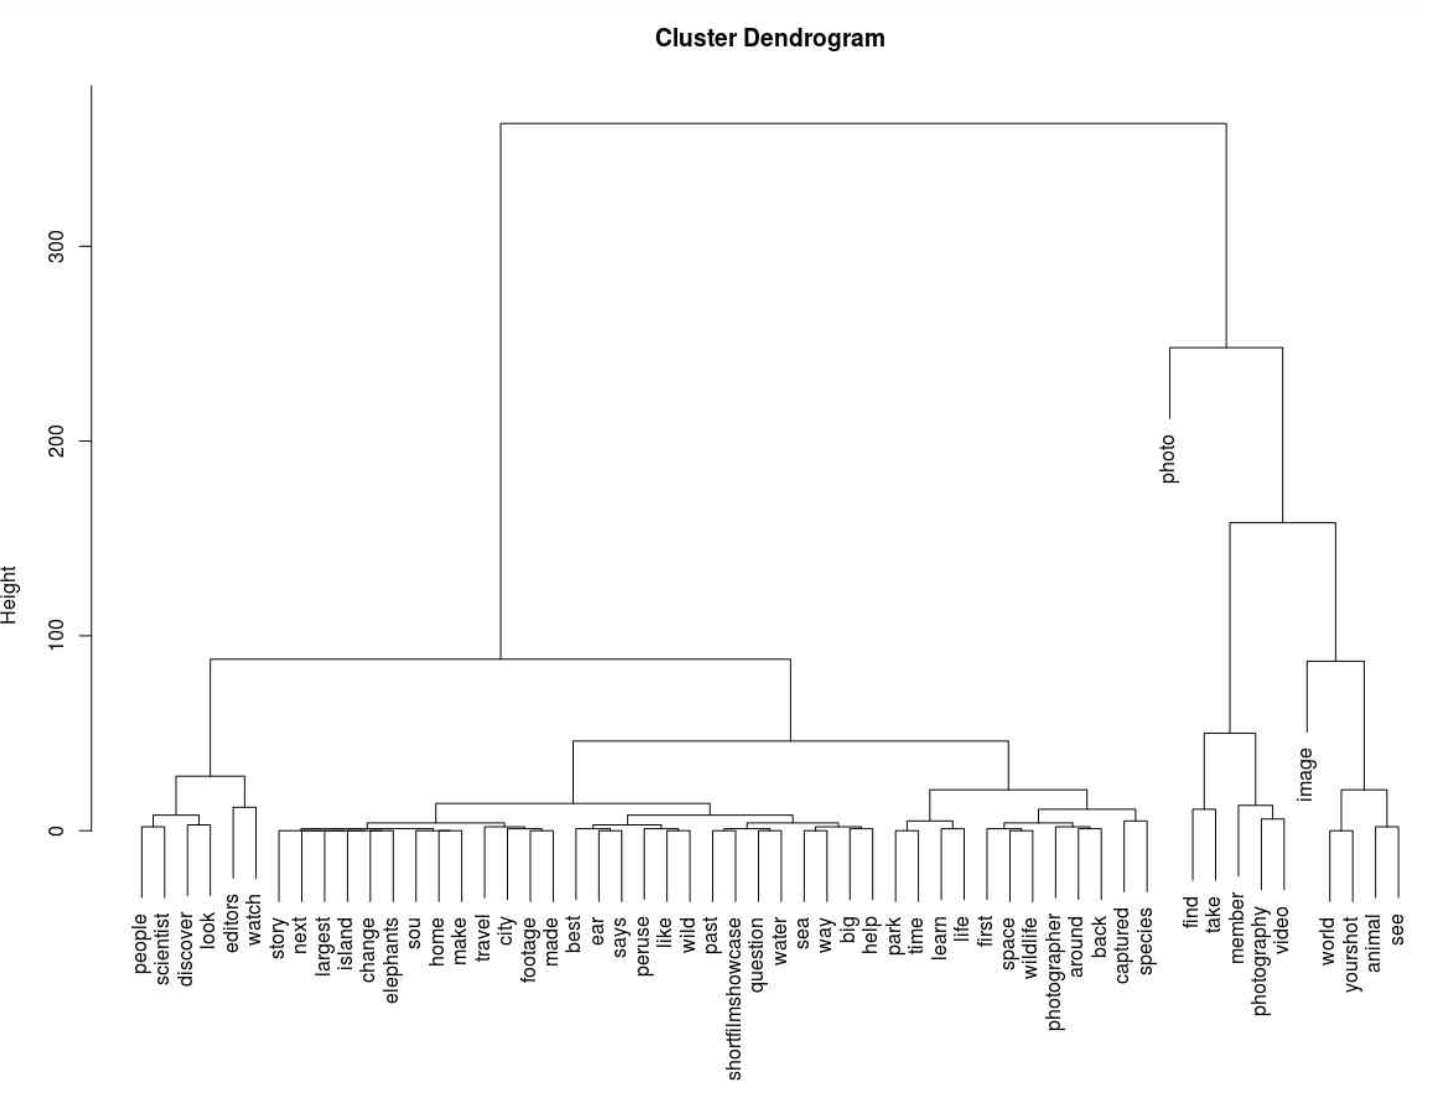 Cluster Dendrogram
Height
0
100
200
300
photo
image
people
scientist
discover
look
editors
watch
story
next
largest
island
change
elephants
sou
home
make
travel
city
footage
made
best
ear
says
peruse
like
wild
past
shortfilmshowcase
question
water
sea
way
big
help
park
time
learn
life
first
space
wildlife
photographer
around
back
captured
species
find
take
member
photography
video
world
yourshot
animal
see